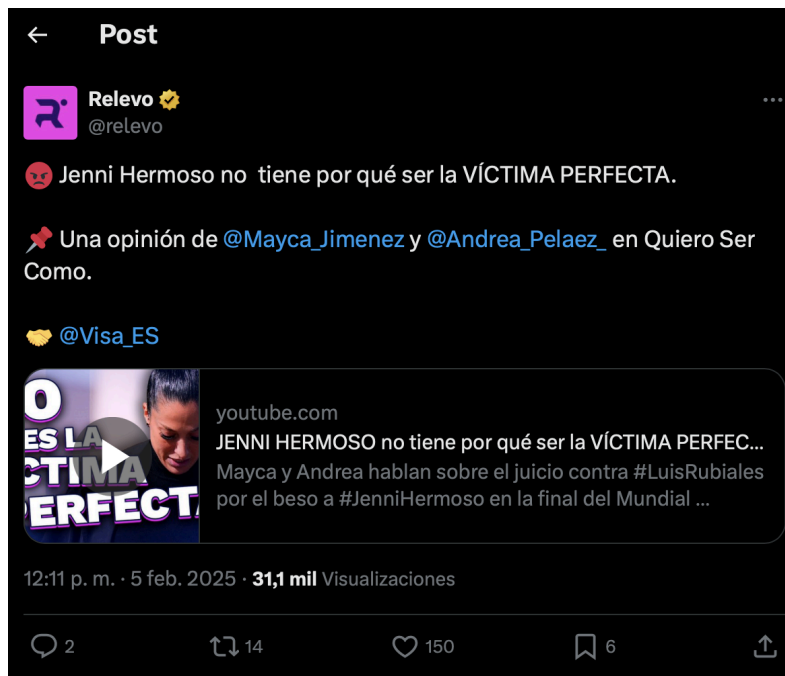 Post
Relevo
@relevo
Jenni Hermoso no  tiene por qué ser la VÍCTIMA PERFECTA.
Una opinión de @Mayca_Jimenez y @Andrea_Pelaez_ en Quiero Ser
Como.
@Visa_ES
O
ES LA
CTIMA
ERFECTA
youtube.com
JENNI HERMOSO no tiene por qué ser la VÍCTIMA PERFEC...
Mayca y Andrea hablan sobre el juicio contra #LuisRubiales
por el beso a #JenniHermoso en la final del Mundial ...
12:11 p. m. · 5 feb. 2025 · 31,1 mil Visualizaciones
2 14 150 6